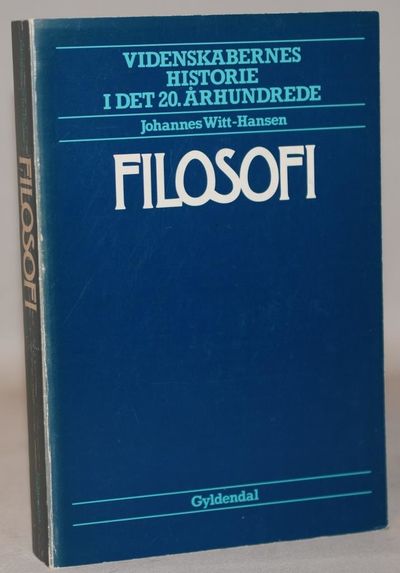 VIDENSKABERNES
HISTORIE
I DET 20. ÅRHUNDREDE
Johannes Witt-Hansen
FILOSOFI
Gyldendal
FILOSOFI